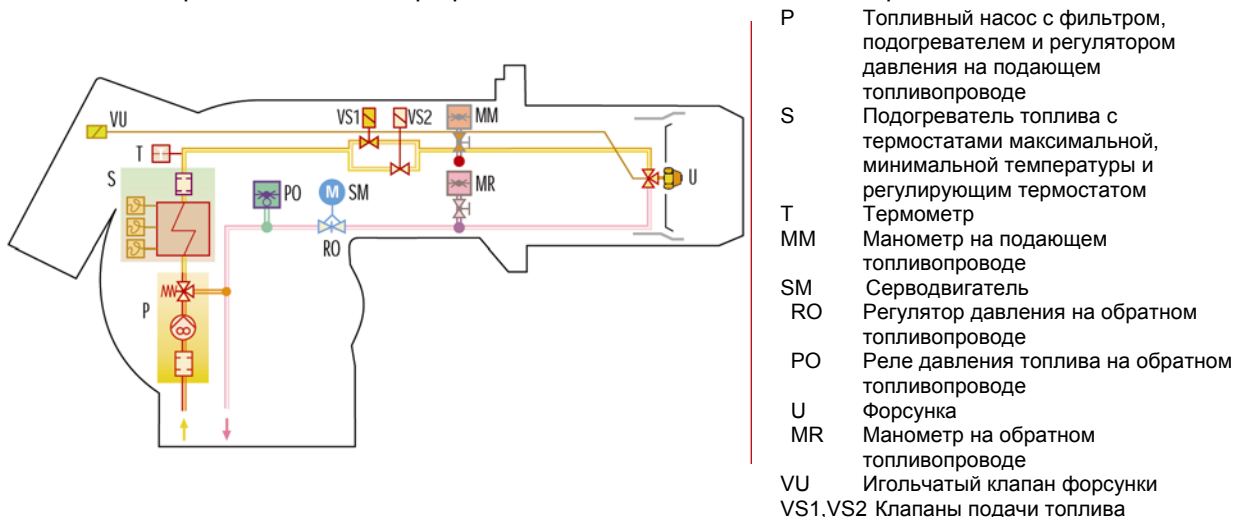 VU
VS1
VS2
MM
T
S
PO
M
SM
MR
U
RO
P
P Топливный насос с фильтром,
подогревателем и регулятором
давления на подающем
топливопроводе
S Подогреватель топлива с
термостатами максимальной,
минимальной температуры и
регулирующим термостатом
T Термометр
MM Манометр на подающем
топливопроводе
SM Серводвигатель
RO Регулятор давления на обратном
топливопроводе
PO Реле давления топлива на обратном
топливопроводе
U Форсунка
MR Манометр на обратном
топливопроводе
VU Игольчатый клапан форсунки
VS1,VS2 Клапаны подачи топлива